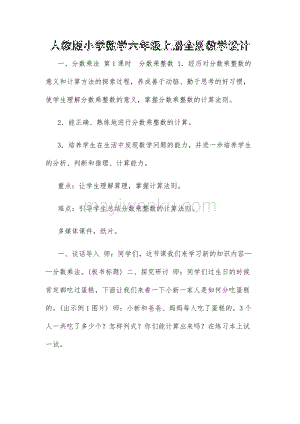 人教版小学数学六年级上册全册教学设计
一、分数乘法 第1课时　分数乘整数 1．经历对分数乘整数的
意义和计算方法的探索过程，养成善于动脑、勤于思考的好习惯，
使学生理解分数乘整数的意义，掌握分数乘整数的计算法则。
2．能正确、熟练地进行分数乘整数的计算。
3．培养学生在生活中发现数学问题的能力，并进一步培养学生
的分析、判断和推理、计算能力。
重点：让学生理解算理，掌握计算法则。
难点：引导学生总结分数乘整数的计算法则。
多媒体课件，纸片。
一、谈话导入 师：同学们，这节课我们来学习新的知识内容—
—分数乘法。(板书标题) 二、探究研讨 师：同学们过生日的时候
肯定都吃过蛋糕，下面让我们来看一下小新一家人是如何分吃蛋糕
的。(出示例1图片) 师：小新和爸爸、妈妈每人吃了蛋糕的。3个
人一共吃了多少个？怎样列式？你们能计算出来吗？在练习本上试
一试。